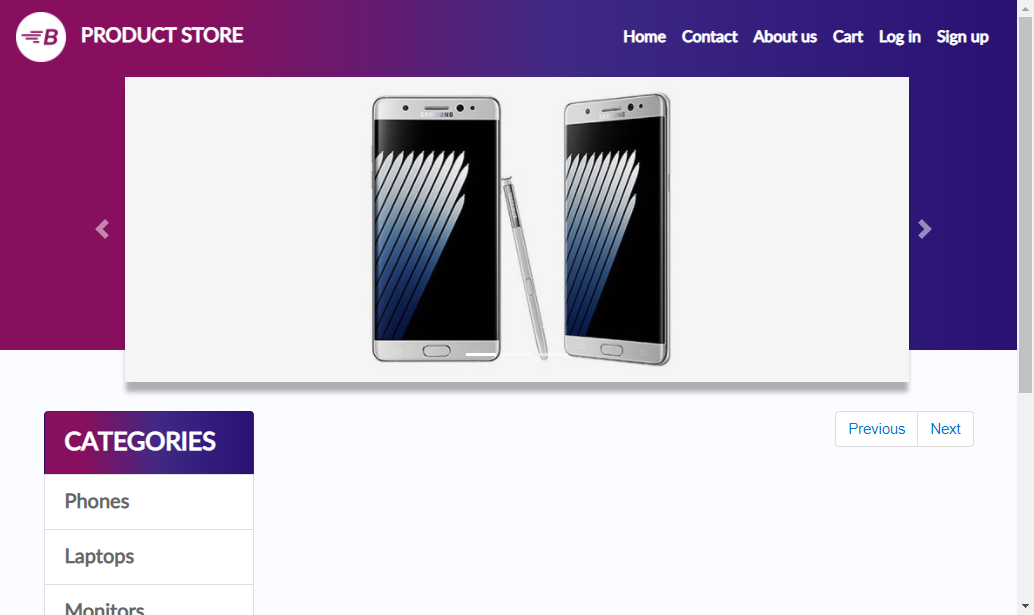 B PRODUCT STORE
Home Contact About us Cart Log in Sign up
SAMSUNG SAMSUNG
CATEGORIES
Previous Next
Phones
Laptops
Monitors